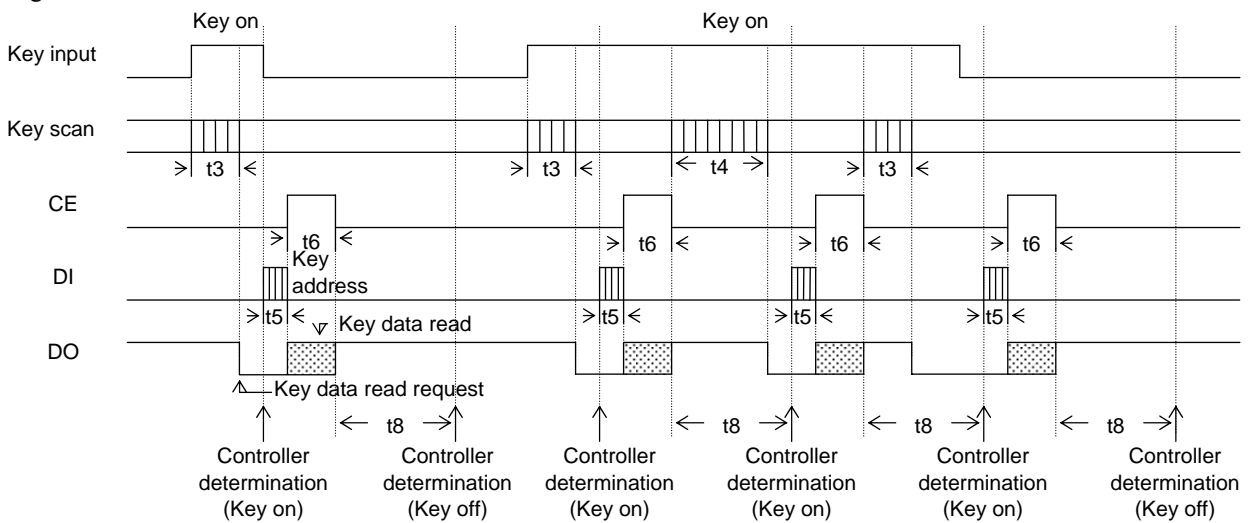 Key on Key on
Key input
Key scan
t3 t3 t4 t3
CE
t6 t6 t6 t6
Key
DI
address
t5 t5 t5 t5
Key data read
DO
Key data read request
t8 t8 t8 t8
Controller Controller Controller Controller Controller Controller
determination determination determination determination determination determination
(Key on) (Key off) (Key on) (Key on) (Key on) (Key off)